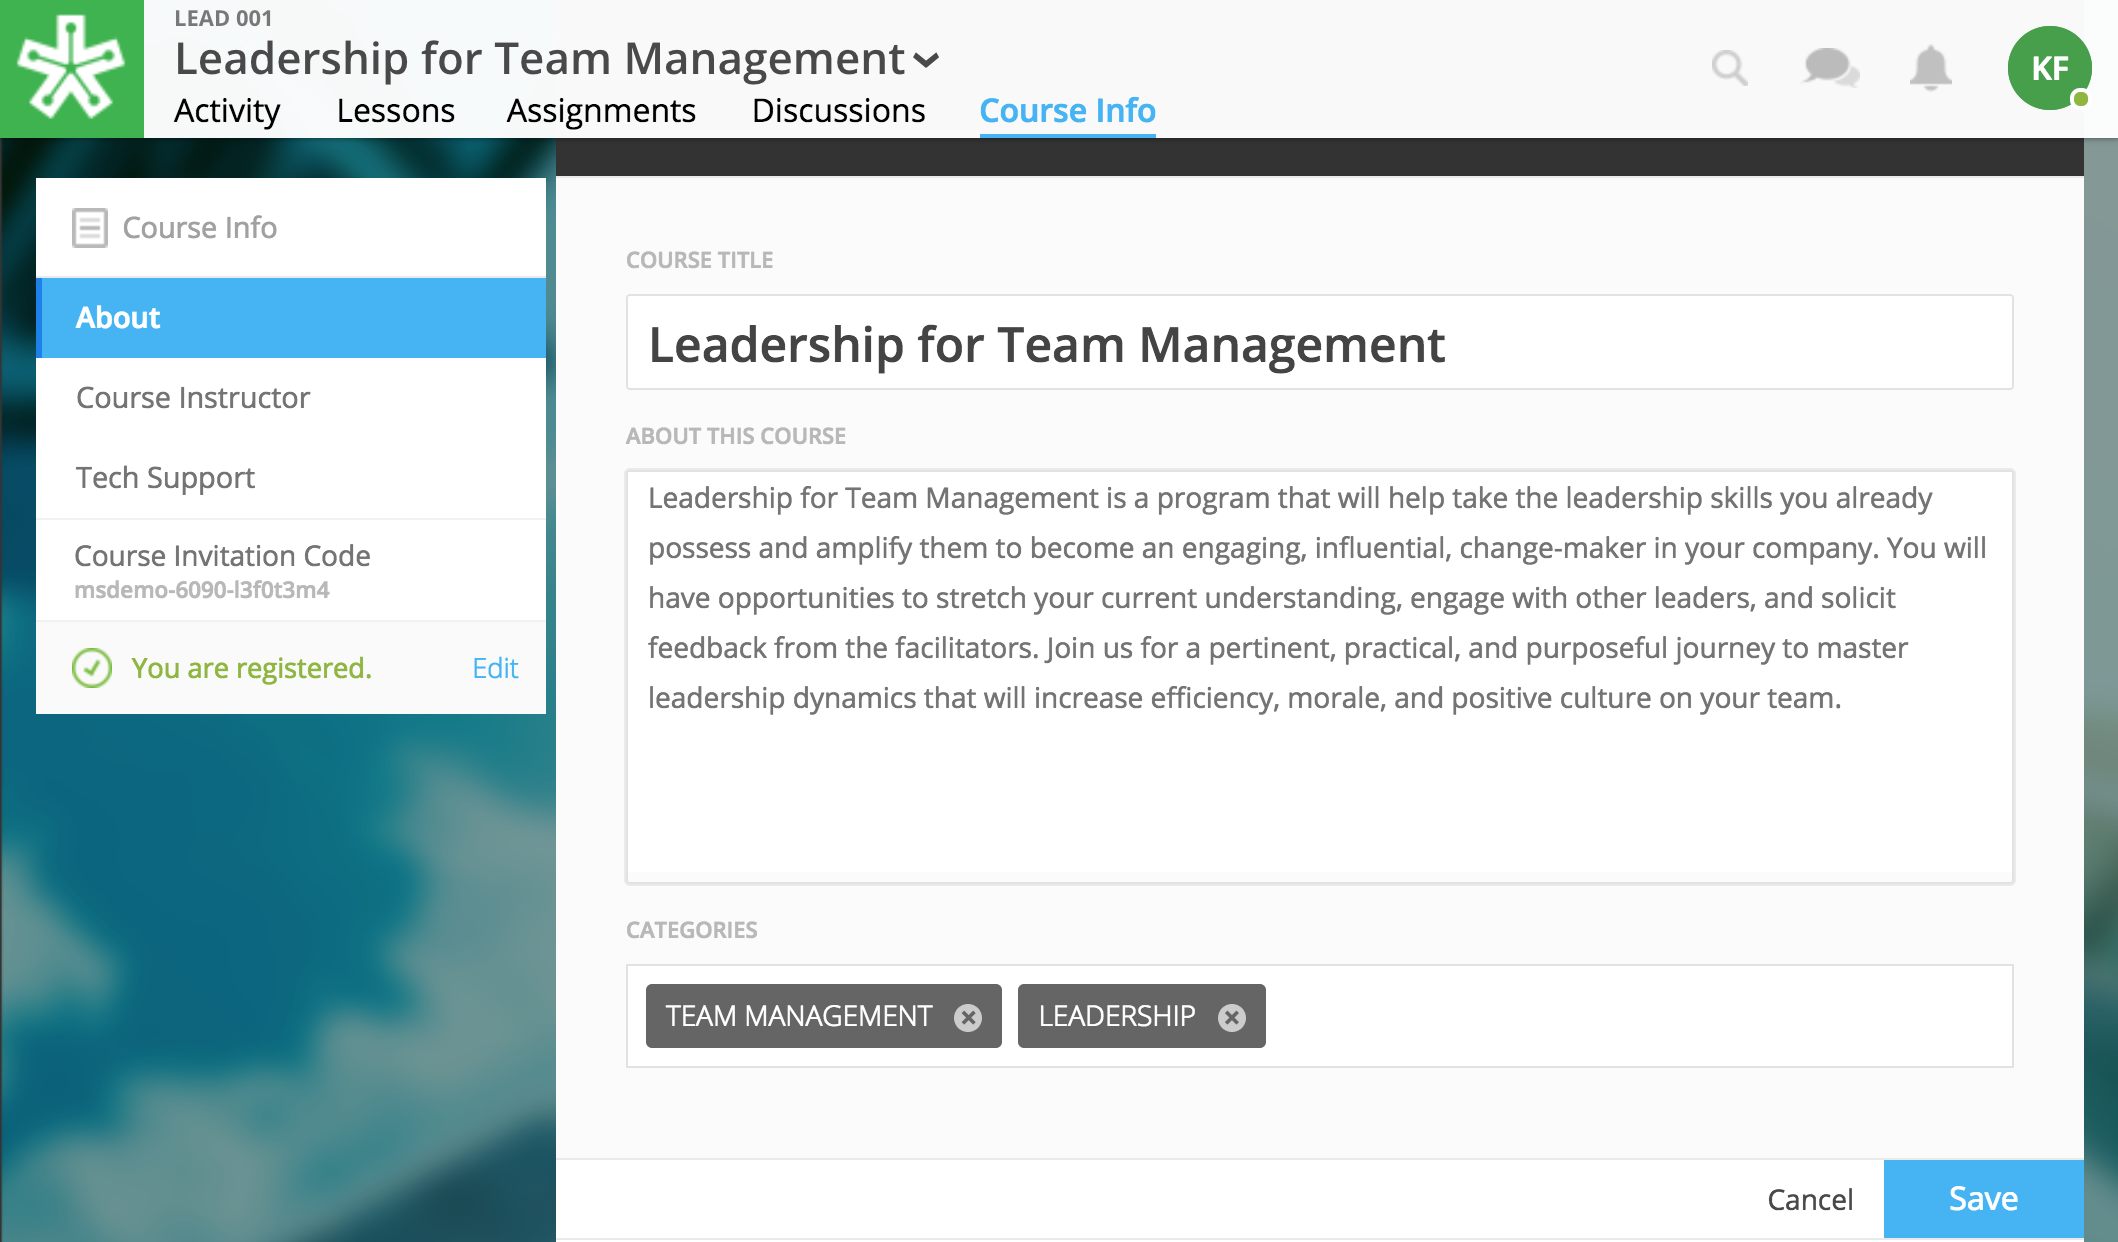 LEAD 001
Leadership for Team Management
Activity Lessons Assignments Discussions Course Info
KF
Course Info
About
Course Instructor
Tech Support
Course Invitation Code
msdemo-6090-l3f0t3m4
You are registered. Edit
COURSE TITLE
Leadership for Team Management
ABOUT THIS COURSE
Leadership for Team Management is a program that will help take the leadership skills you already
possess and amplify them to become an engaging, influential, change-maker in your company. You will
have opportunities to stretch your current understanding, engage with other leaders, and solicit
feedback from the facilitators. Join us for a pertinent, practical, and purposeful journey to master
leadership dynamics that will increase efficiency, morale, and positive culture on your team.
CATEGORIES
TEAM MANAGEMENT LEADERSHIP
Cancel Save